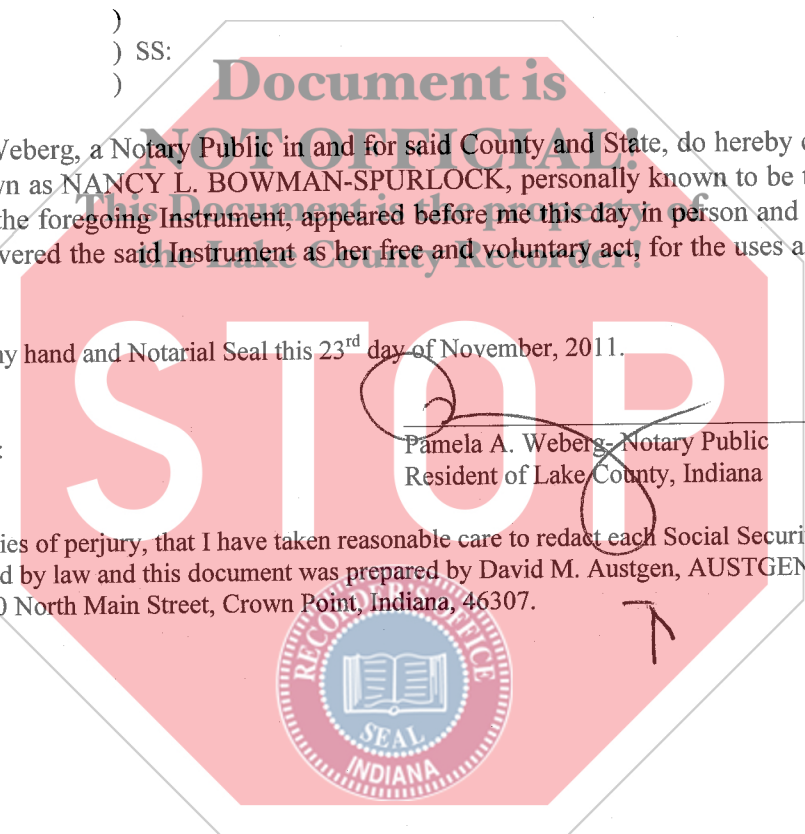 )
) SS:
)
Document is
NOT OFFICIAL!
This Document is the property of
the Lake County Recorder!
Weberg, a Notary Public in and for said County and State, do hereby
wn as NANCY L. BOWMAN-SPURLOCK, personally known to be
the foregoing Instrument, appeared before me this day in person and
vered the said Instrument as her free and voluntary act, for the uses a
STOP
y hand and Notarial Seal this 23rd day of November, 2011.
Pamela A. Weberg- Notary Public
:
Resident of Lake County, Indiana
ies of perjury, that I have taken reasonable care to redact each Social Securi
d by law and this document was prepared by David M. Austgen, AUSTGEN
0 North Main Street, Crown Point, Indiana, 46307.
RECORDER'S OFFICE
SEAL
INDIANA